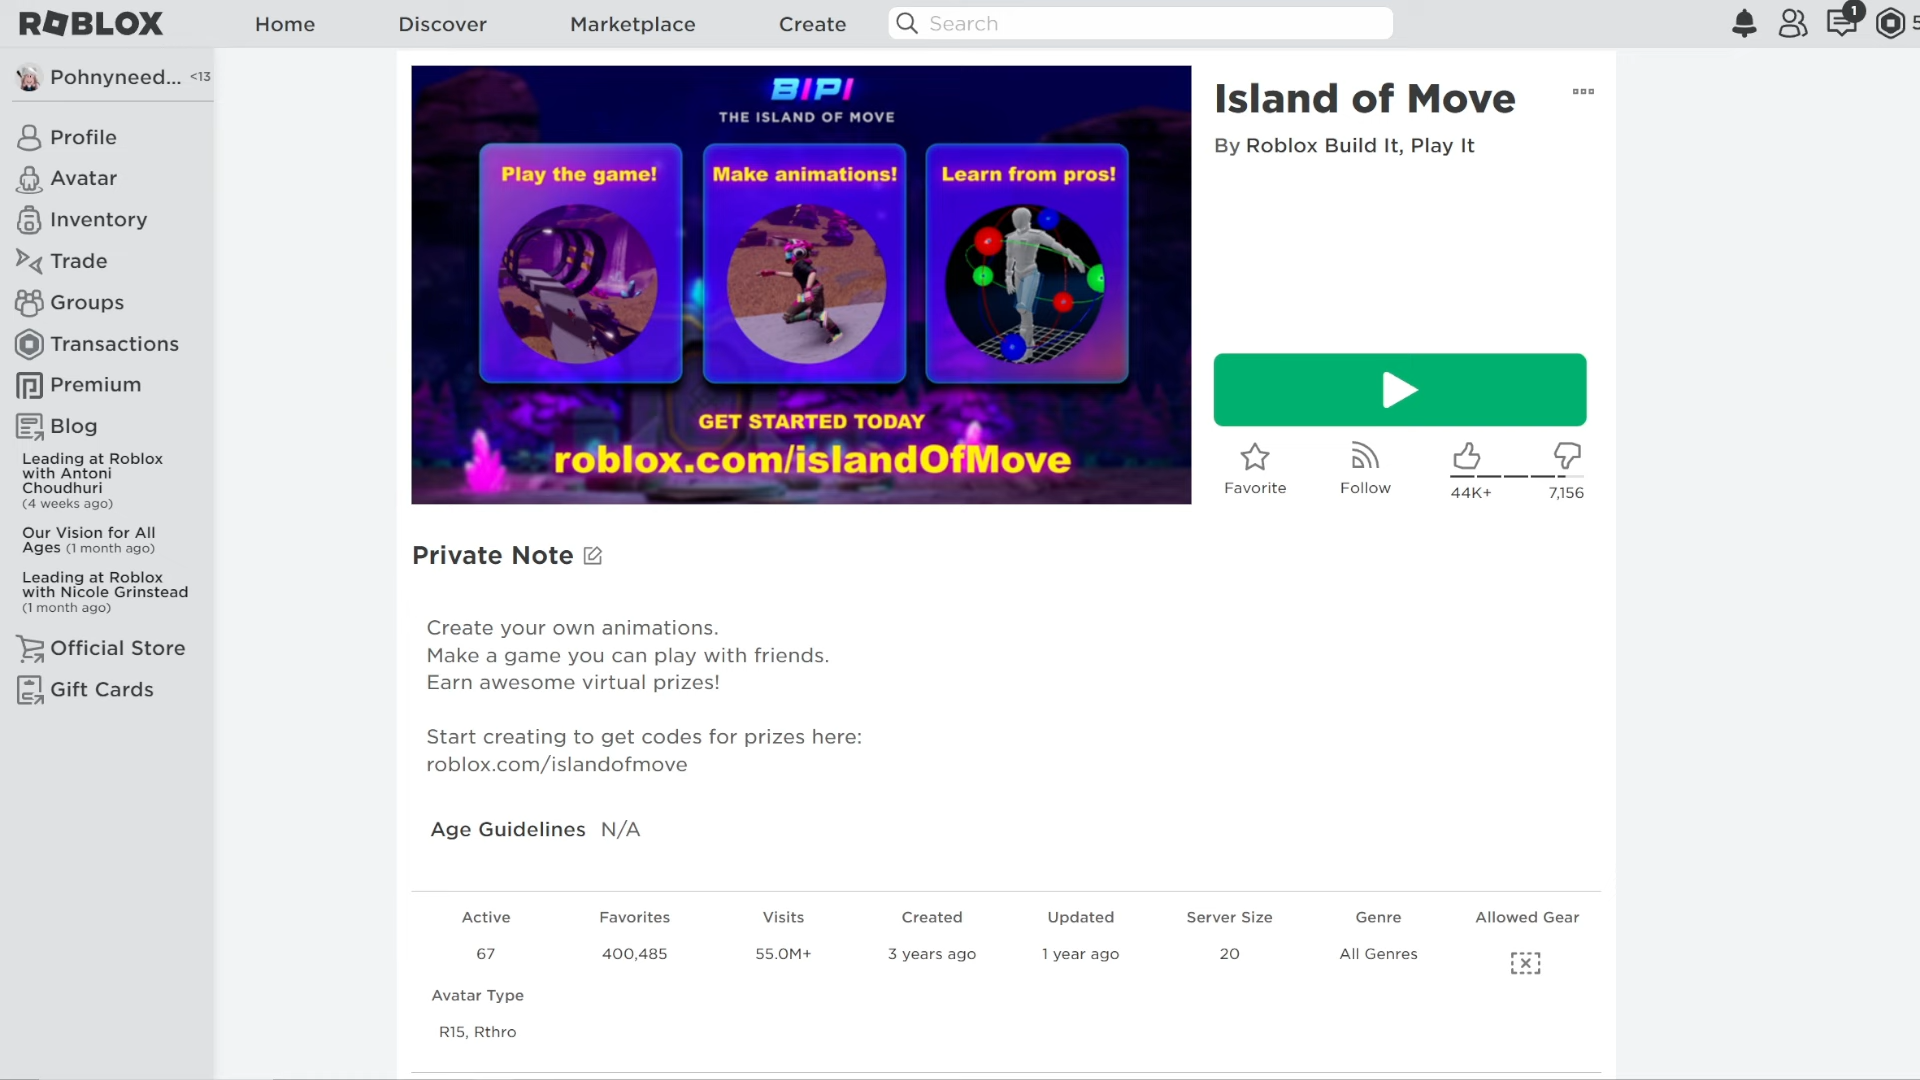 ROBLOX
Home
Discover
Marketplace
Create
Search
1
5
Pohnyneed... <13
Profile
Avatar
Inventory
Trade
Groups
Transactions
Premium
Blog
Leading at Roblox
with Antoni
Choudhuri
(4 weeks ago)
Our Vision for All
Ages (1 month ago)
Leading at Roblox
with Nicole Grinstead
(1 month ago)
Official Store
Gift Cards
BIPI
THE ISLAND OF MOVE
Play the game!
Make animations!
Learn from pros!
GET STARTED TODAY
roblox.com/islandOfMove
Island of Move
By Roblox Build It, Play It
Favorite
Follow
44K+
7,156
Private Note
Create your own animations.
Make a game you can play with friends.
Earn awesome virtual prizes!
Start creating to get codes for prizes here:
roblox.com/islandofmove
Age Guidelines N/A
Active Favorites Visits Created Updated Server Size Genre Allowed Gear
67 400,485 55.0M+ 3 years ago 1 year ago 20 All Genres
Avatar Type
R15, Rthro